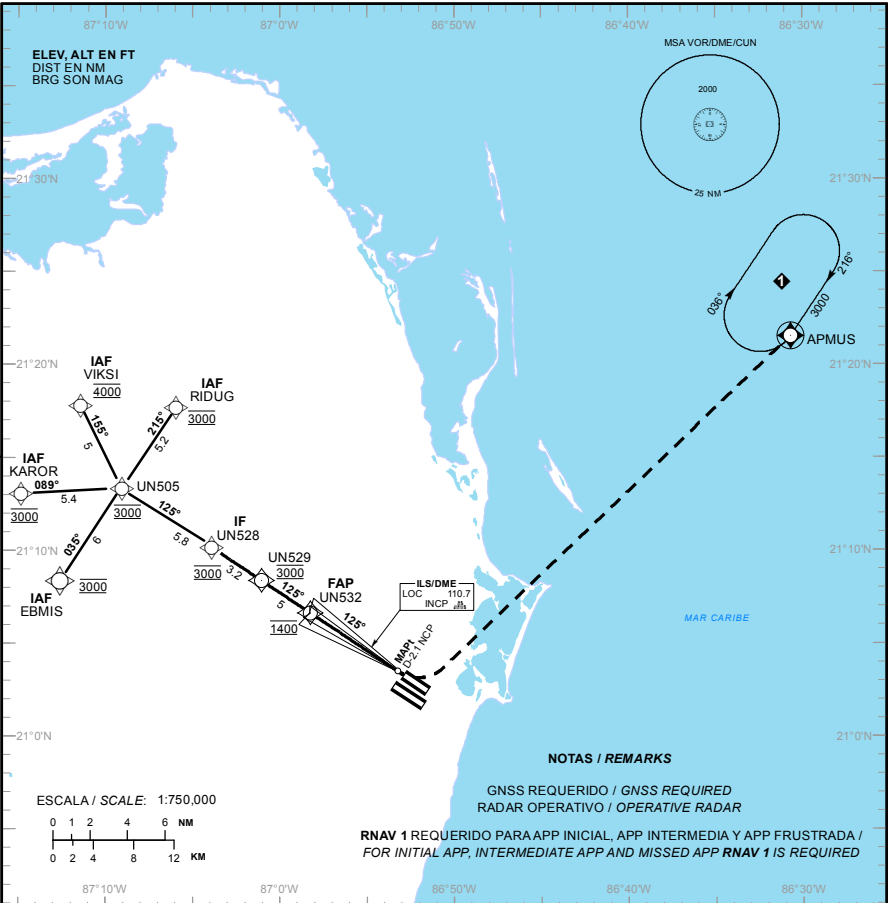 87°10'W
87°0'W
86°50'W
86°40'W
86°30'W
ELEV, ALT EN FT
DIST EN NM
BRG SON MAG
MSA VOR/DME/CUN
2000
25 NM
21°30'N
21°30'N
216°
036°
3000
1
APMUS
21°20'N
21°20'N
IAF
VIKSI
4000
IAF
RIDUG
3000
155°
5
215°
5.2
IAF
KAROR
089°
5.4
3000
UN505
3000
125°
5.8
035°
6
3000
IAF
EBMIS
IF
UN528
3000
3.2
21°10'N
21°10'N
UN529
3000
125°
5
FAP
UN532
1400
125°
ILS/DME
LOC 110.7
INCP
MAPt
D-2.1 NCP
MAR CARIBE
21°0'N
21°0'N
NOTAS / REMARKS
GNSS REQUERIDO / GNSS REQUIRED
RADAR OPERATIVO / OPERATIVE RADAR
RNAV 1 REQUERIDO PARA APP INICIAL, APP INTERMEDIA Y APP FRUSTRADA /
FOR INITIAL APP, INTERMEDIATE APP AND MISSED APP RNAV 1 IS REQUIRED
ESCALA / SCALE: 1:750,000
0 1 2 4 6 NM
0 2 4 8 12 KM
87°10'W
87°0'W
86°50'W
86°40'W
86°30'W